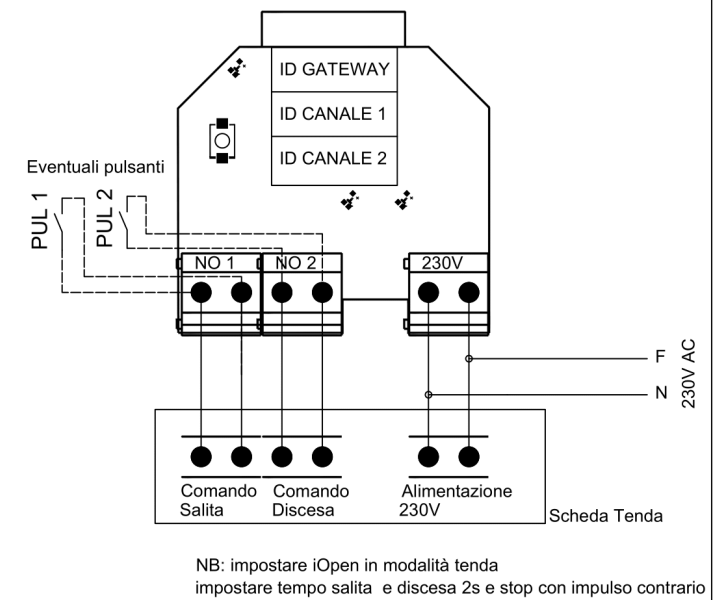 ID GATEWAY
ID CANALE 1
ID CANALE 2
Eventuali pulsanti
PUL 1
PUL 2
NO 1
NO 2
230V
F
N
230V AC
Comando
Salita
Comando
Discesa
Alimentazione
230V
Scheda Tenda
NB: impostare iOpen in modalità tenda
impostare tempo salita e discesa 2s e stop con impulso contrario